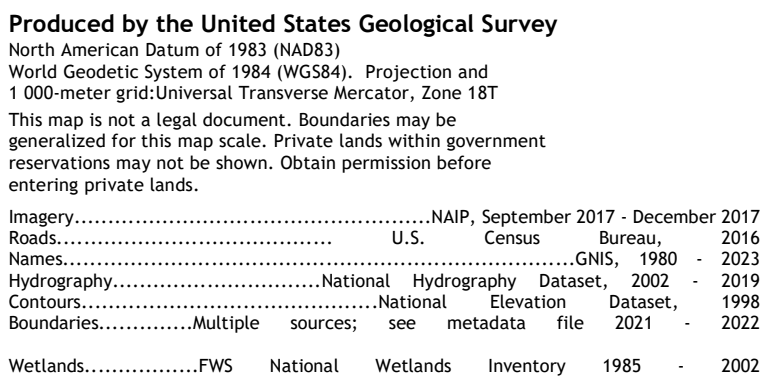 Produced by the United States Geological Survey
North American Datum of 1983 (NAD83)
World Geodetic System of 1984 (WGS84).  Projection and
1 000-meter grid:Universal Transverse Mercator, Zone 18T
This map is not a legal document. Boundaries may be
generalized for this map scale. Private lands within government
reservations may not be shown. Obtain permission before
entering private lands.
Imagery............................................NAIP, September 2017 - December 2017
Roads.................................. U.S. Census Bureau, 2016
Names...............................................................GNIS, 1980 - 2023
Hydrography..........................National Hydrography Dataset, 2002 - 2019
Contours.....................................National Elevation Dataset, 1998
Boundaries..............Multiple sources; see metadata file 2021 - 2022
Wetlands.................FWS National Wetlands Inventory 1985 - 2002